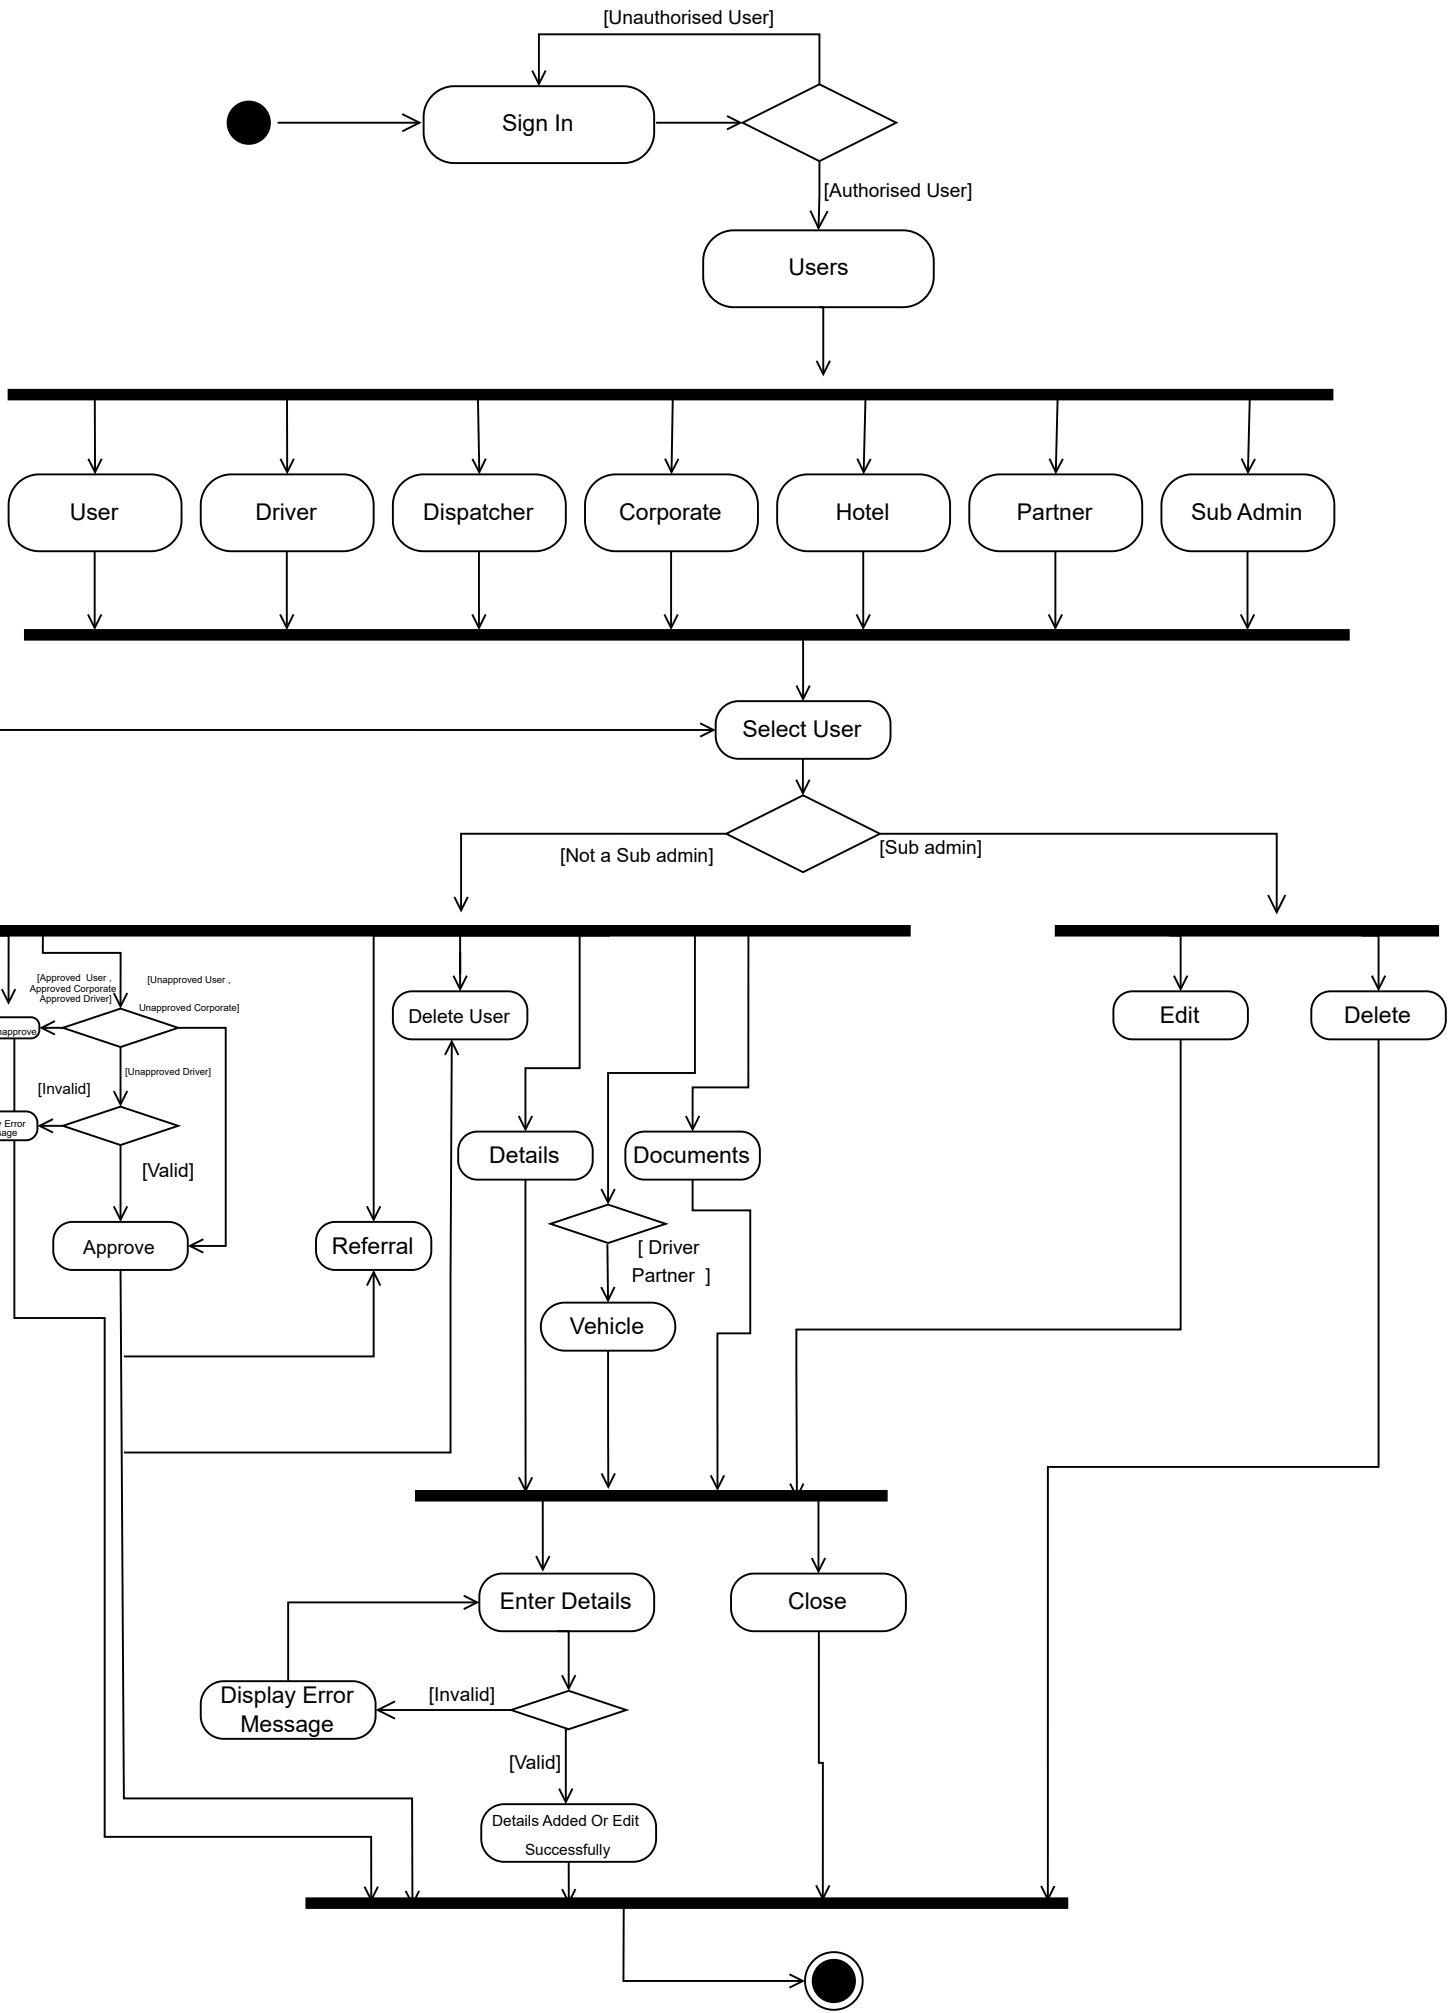 [Unauthorised User]
Sign In
[Authorised User]
Users
User
Driver
Dispatcher
Corporate
Hotel
Partner
Sub Admin
Select User
[Not a Sub admin]
[Sub admin]
[Approved User ,
Approved Corporate
Approved Driver]
[Unapproved User ,
Unapproved Corporate]
Delete User
Edit
Delete
[Unapproved Driver]
[Invalid]
Error
Details
Documents
[Valid]
Approve
Referral
[ Driver
Partner ]
Vehicle
Enter Details
Close
Display Error
Message
[Invalid]
[Valid]
Details Added Or Edit
Successfully